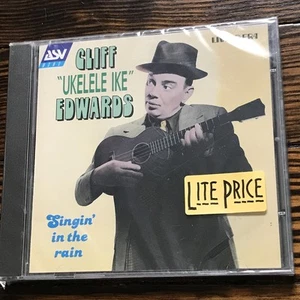 ASV
CLIFF
"UKELELE IKE"
EDWARDS
LITE PRICE
Singin'
in the
rain